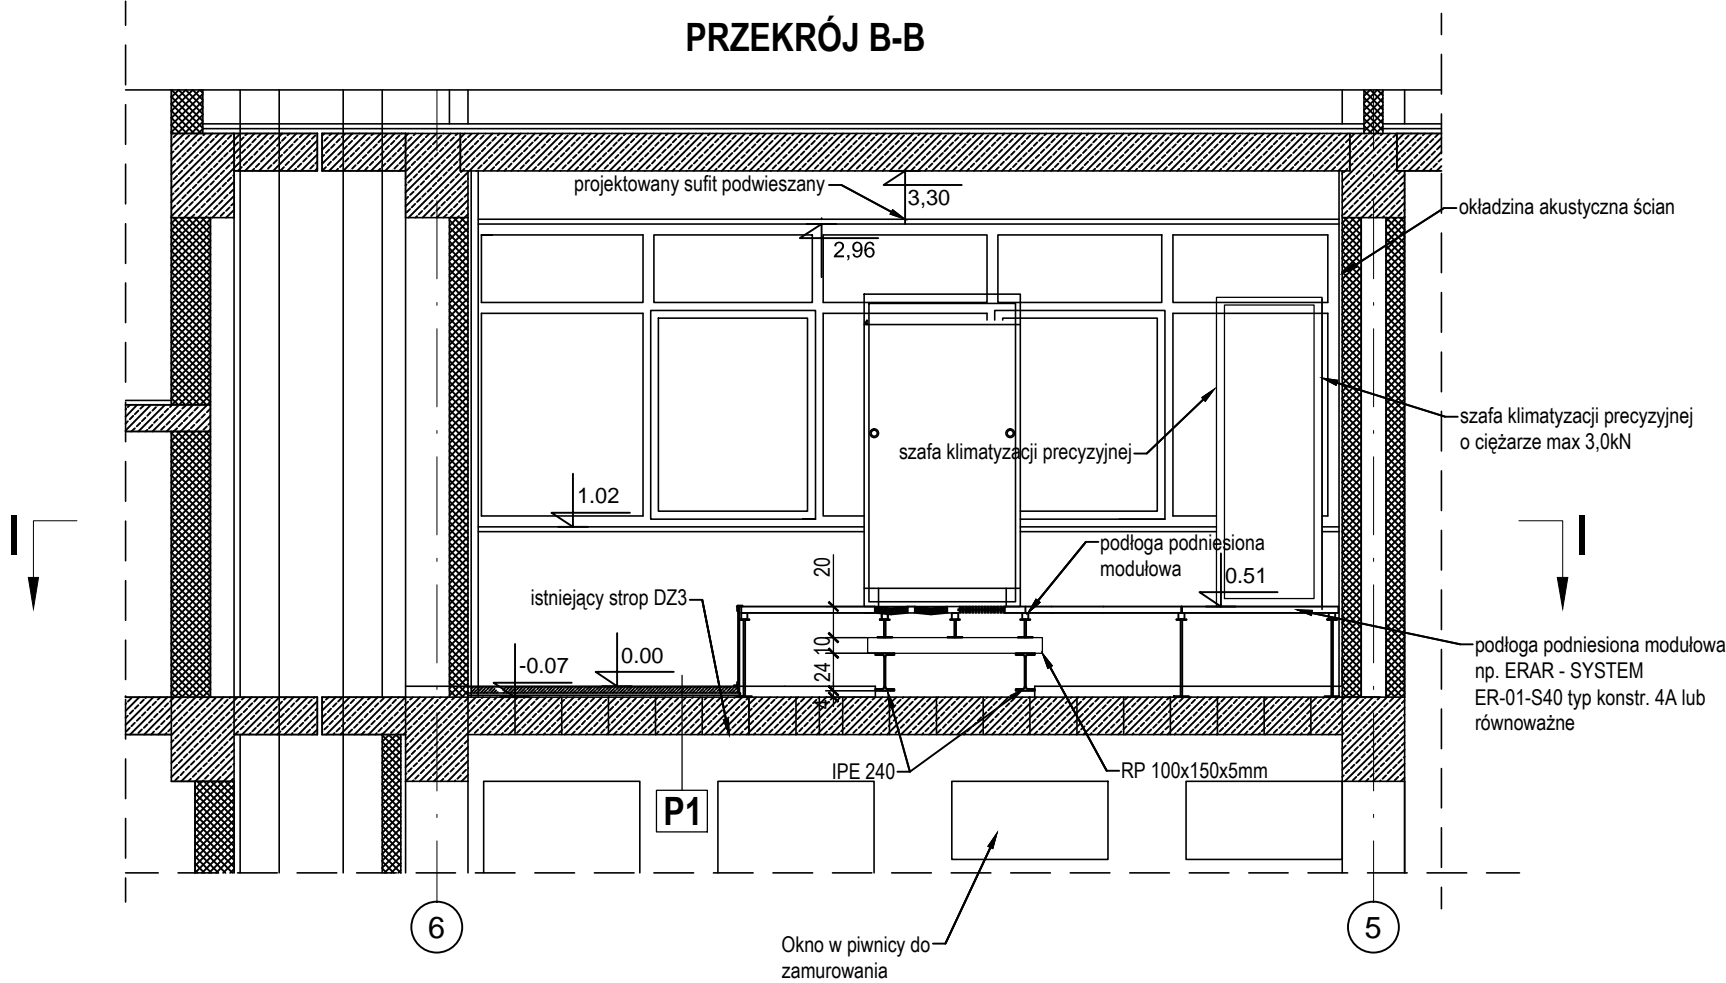 PRZEKRÓJ B-B
projektowany sufit podwieszany
3,30
2,96
okładzina akustyczna ścian
szafa klimatyzacji precyzyjnej
szafa klimatyzacji precyzyjnej
o ciężarze max 3,0kN
1.02
I
I
podłoga podniesiona
modułowa
0.51
20
10
24
4
istniejący strop DZ3
-0.07
0.00
podłoga podniesiona modułowa
np. ERAR - SYSTEM
ER-01-S40 typ konstr. 4A lub
równoważne
IPE 240
RP 100x150x5mm
P1
6
5
Okno w piwnicy do
zamurowania